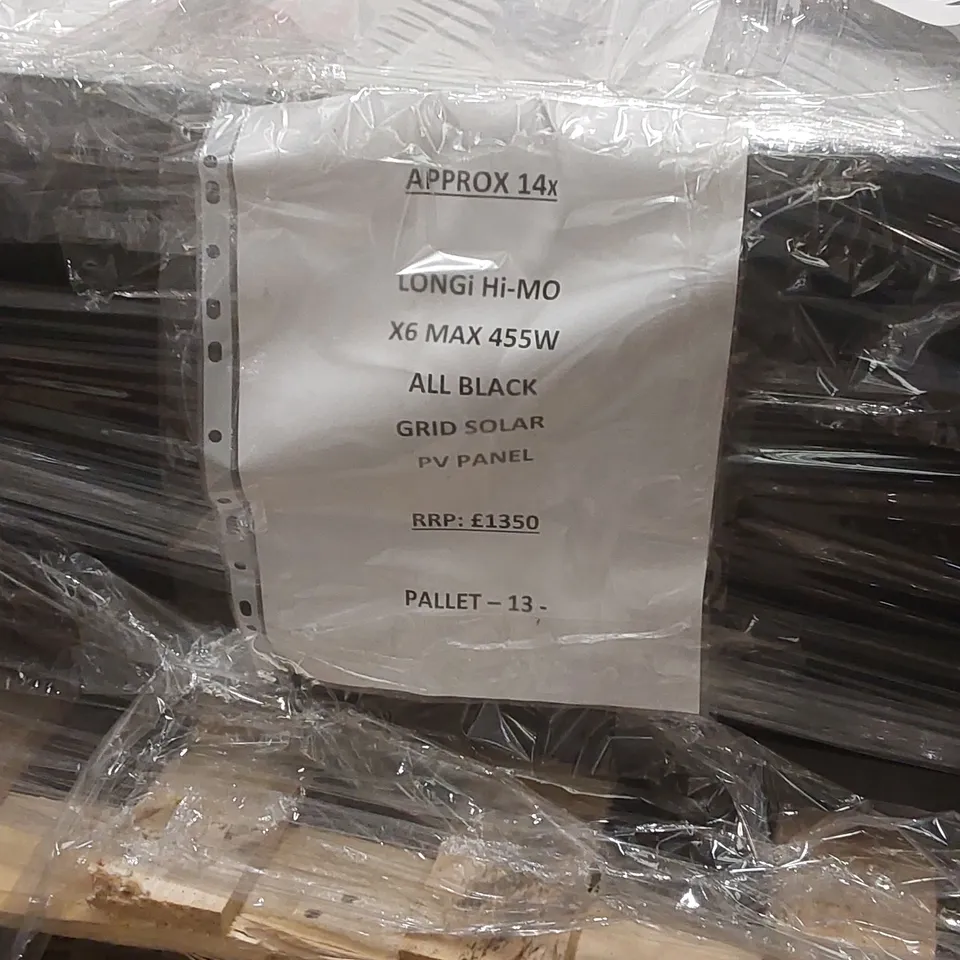 APPROX 14x
LONGi Hi-MO
X6 MAX 455W
ALL BLACK
GRID SOLAR
PV PANEL
RRP: £1350
PALLET – 13 -